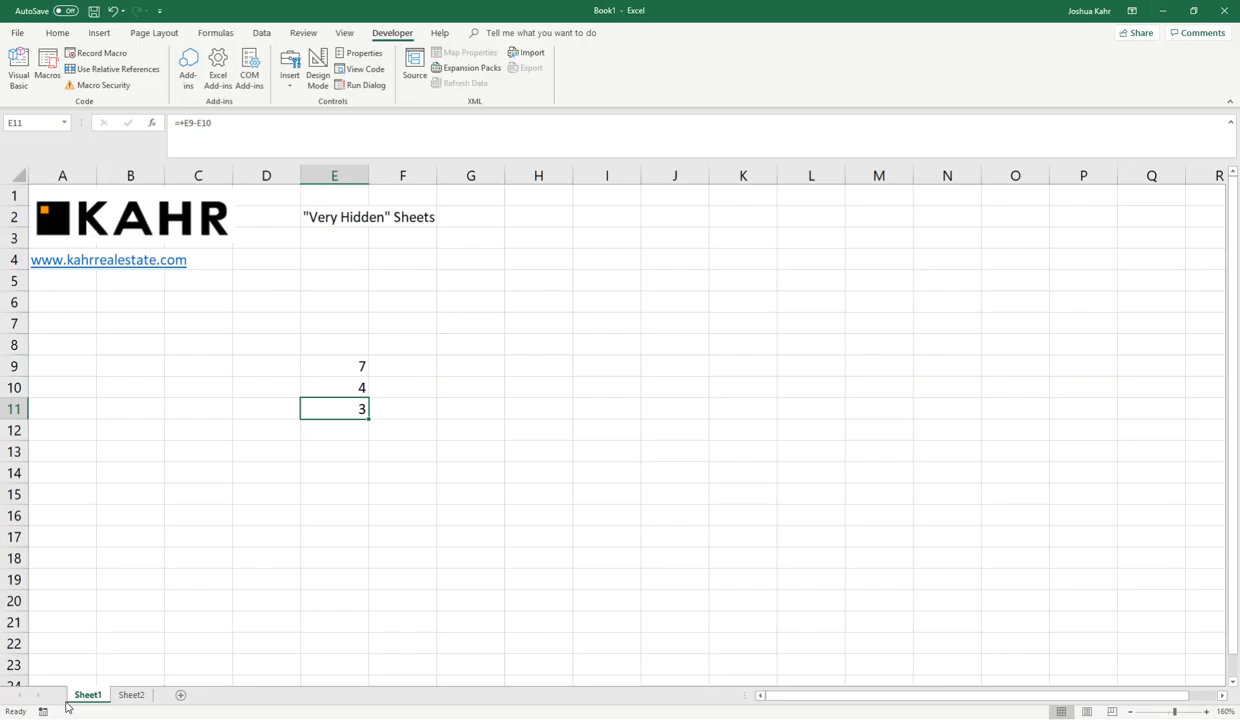 AutoSave Off
Book1 - Excel
Joshua Kahr
File Home Insert Page Layout Formulas Data Review View Developer Help Tell me what you want to do
Share Comments
Visual Basic
Macros
Record Macro
Use Relative References
Macro Security
Code
Add-ins
Excel Add-ins
COM Add-ins
Add-ins
Insert
Design Mode
Properties
View Code
Run Dialog
Controls
Source
Map Properties
Expansion Packs
Refresh Data
Import
Export
XML
E11
fx
=+E9-E10
A B C D E F G H I J K L M N O P Q R
1
KAHR
2 "Very Hidden" Sheets
3
4 www.kahrrealestate.com
5
6
7
8
9 7
10 4
11 3
12
13
14
15
16
17
18
19
20
21
22
23
24
Sheet1 Sheet2
Ready
160%